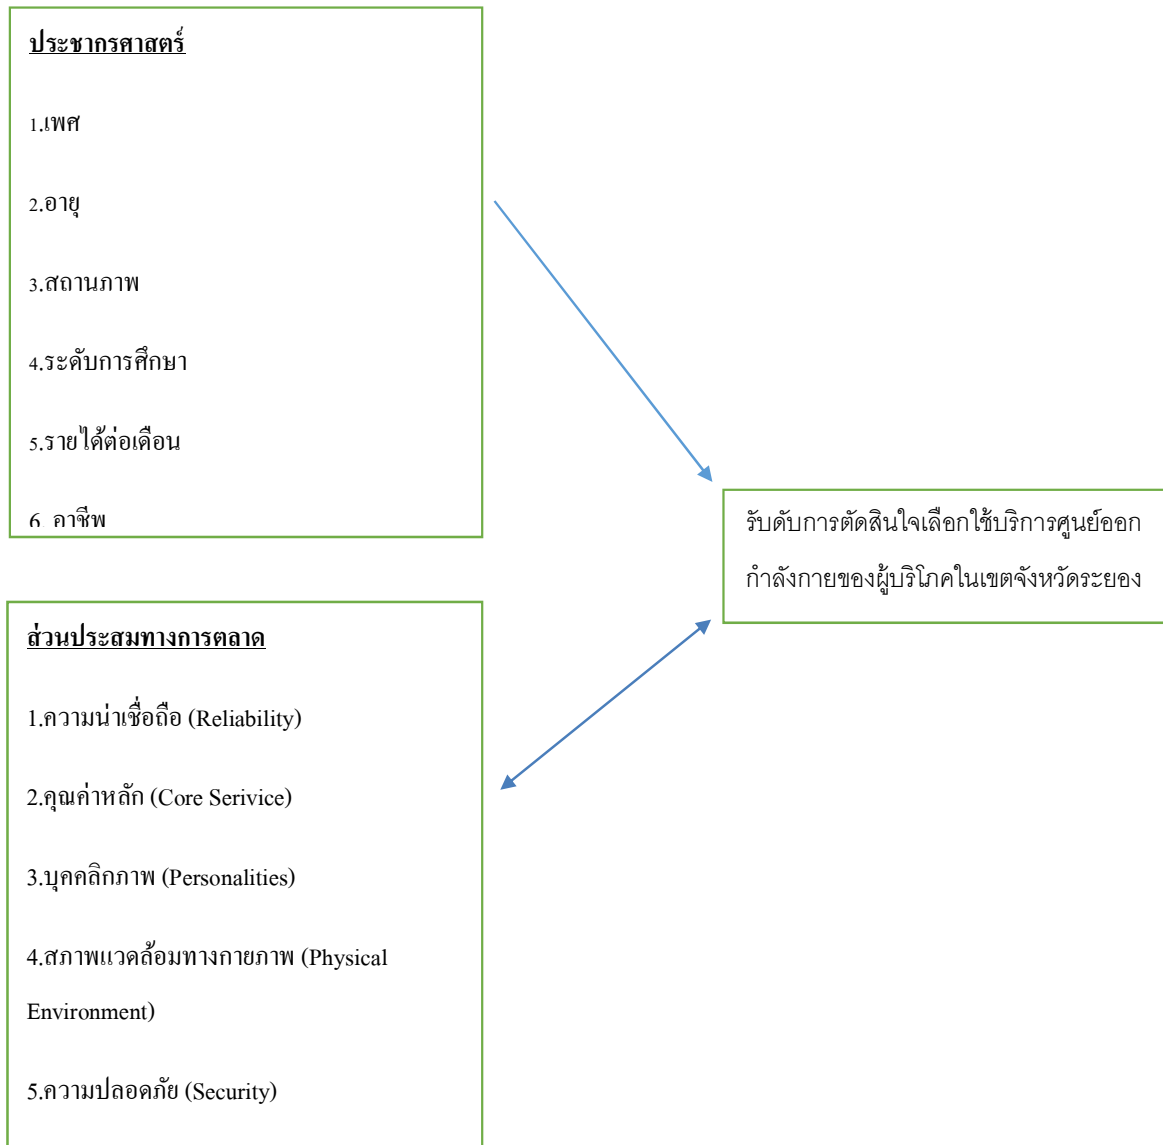 ประชากรศาสตร์
1.เพศ
2.อายุ
3.สถานภาพ
4.ระดับการศึกษา
5.รายได้ต่อเดือน
6. อาชีพ
รับดับการตัดสินใจเลือกใช้บริการศูนย์ออก
กำลังกายของผู้บริโภคในเขตจังหวัดระยอง
ส่วนประสมทางการตลาด
1.ความน่าเชื่อถือ (Reliability)
2.คุณค่าหลัก (Core Serivice)
3.บุคคลิกภาพ (Personalities)
4.สภาพแวดล้อมทางกายภาพ (Physical
Environment)
5.ความปลอดภัย (Security)